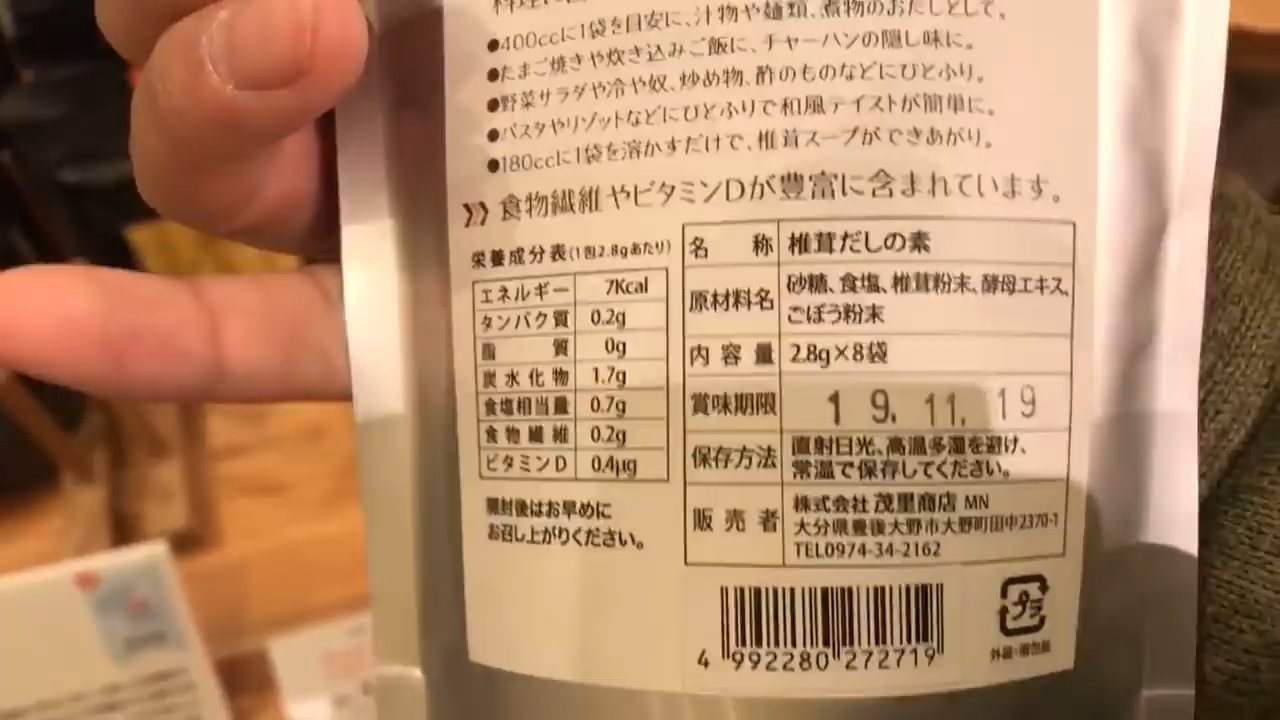 ●400ccに1袋を目安に、汁物や麺類、煮物のおだしとして。
●たまご焼きや炊き込みご飯に、チャーハンの隠し味に。
●野菜サラダや冷や奴、炒め物、酢のものなどにひとふり。
●パスタやリゾットなどにひとふりで和風テイストが簡単に。
●180ccに1袋を溶かすだけで、椎茸スープができあがり。
食物繊維やビタミンDが豊富に含まれています。
栄養成分表(1包2.8gあたり)
エネルギー 7Kcal
タンパク質 0.2g
脂質 0g
炭水化物 1.7g
食塩相当量 0.7g
食物繊維 0.2g
ビタミンD 0.4μg
開封後はお早めに
お召し上がりください。
名称 椎茸だしの素
原材料名 砂糖、食塩、椎茸粉末、酵母エキス、
ごぼう粉末
内容量 2.8g×8袋
賞味期限 19.11.19
保存方法 直射日光、高温多湿を避け、
常温で保存してください。
販売者 株式会社 茂里商店 MN
大分県豊後大野市大野町田中2370-1
TEL0974-34-2162
4 992280 272719
プラ
外装・個包装